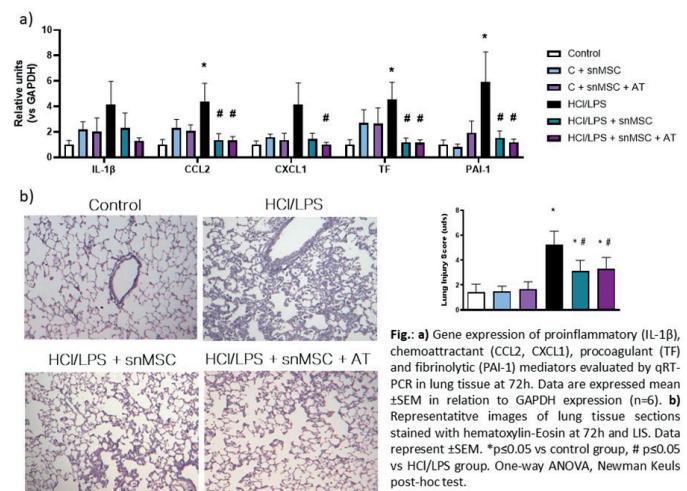 a)
Relative units
(vs GAPDH)
10
8
6
4
2
0
*
# #
#
*
# #
*
# #
IL-1β CCL2 CXCL1 TF PAI-1
Control
C + snMSC
C + snMSC + AT
HCl/LPS
HCl/LPS + snMSC
HCl/LPS + snMSC + AT
b)
Control
HCl/LPS
HCl/LPS + snMSC
HCl/LPS + snMSC + AT
Lung Injury Score (uds)
8
6
4
2
0
*
* #
* #
Fig.: a) Gene expression of proinflammatory (IL-1β),
chemoattractant (CCL2, CXCL1), procoagulant (TF)
and fibrinolytic (PAI-1) mediators evaluated by qRT-
PCR in lung tissue at 72h. Data are expressed mean
±SEM in relation to GAPDH expression (n=6). b)
Representative images of lung tissue sections
stained with hematoxylin-Eosin at 72h and LIS. Data
represent ±SEM. *p≤0.05 vs control group, # p≤0.05
vs HCl/LPS group. One-way ANOVA, Newman Keuls
post-hoc test.